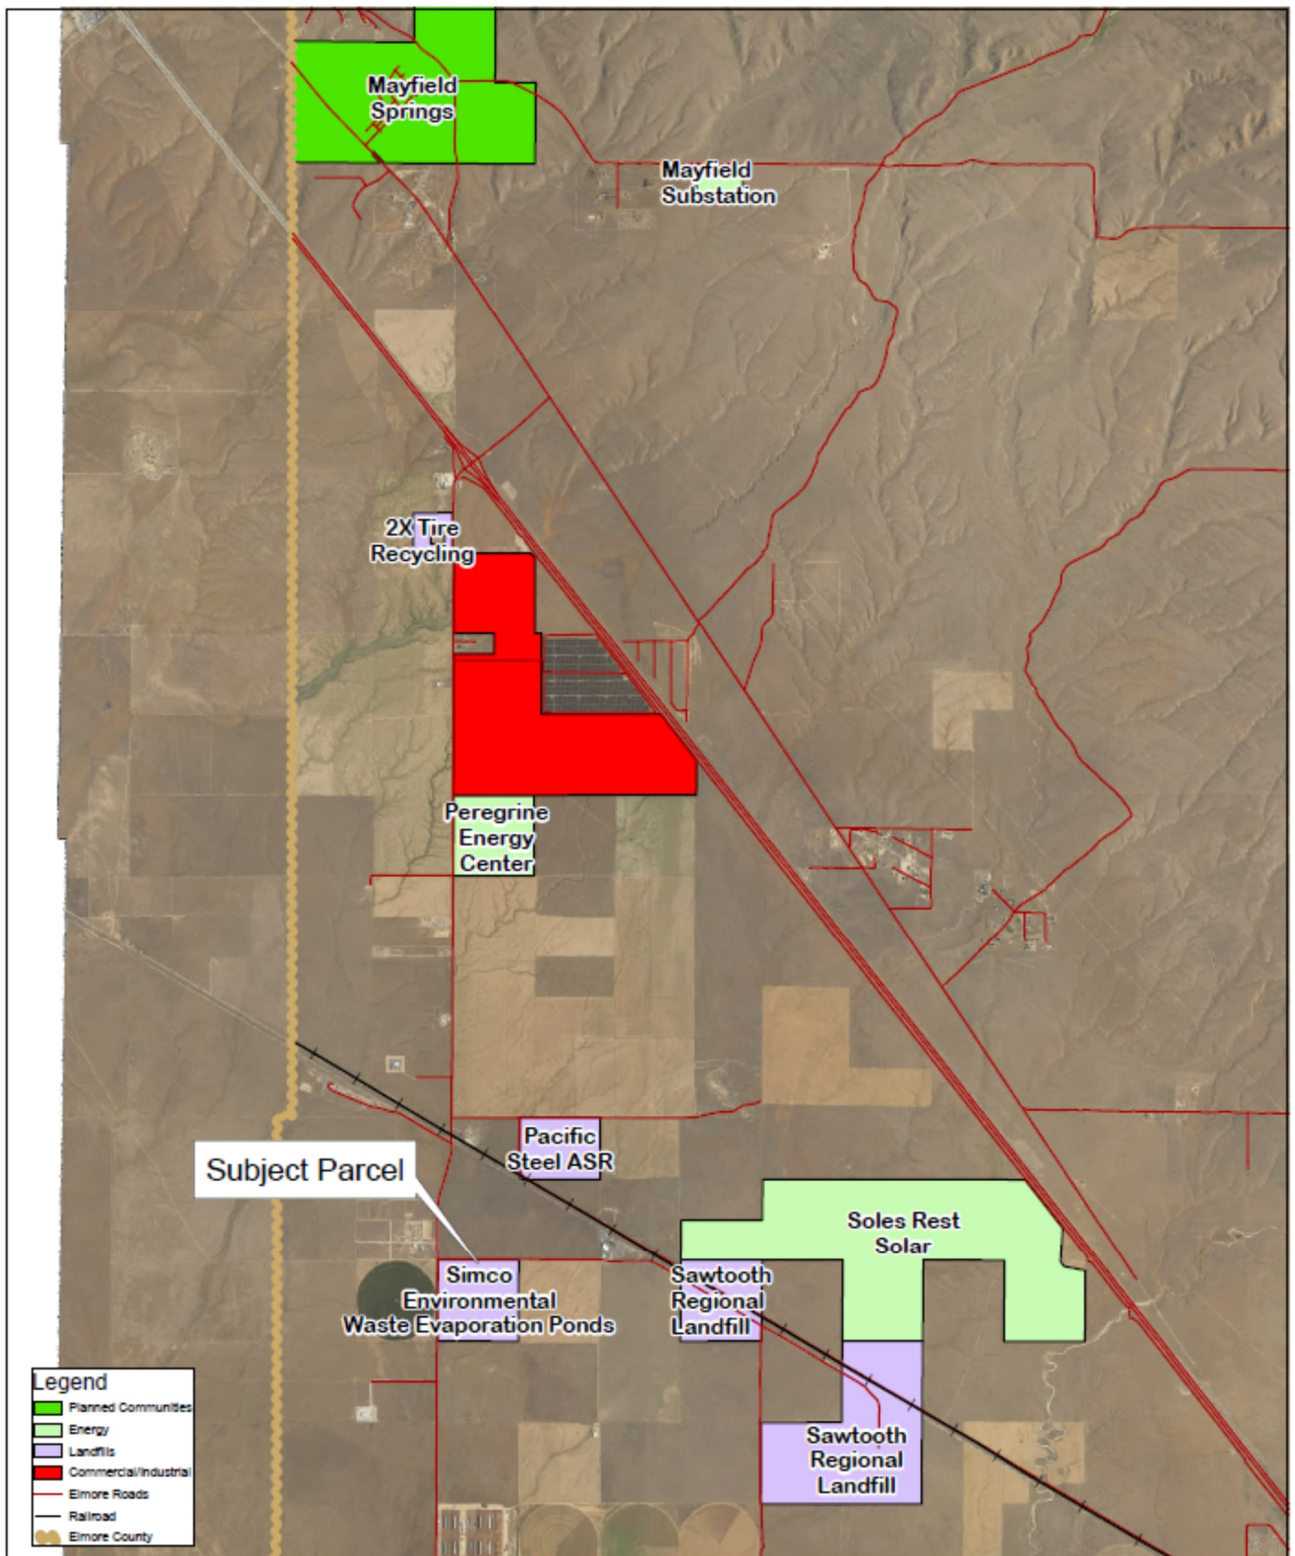 Mayfield
Springs
Mayfield
Substation
2X Tire
Recycling
Peregrine
Energy
Center
Pacific
Steel ASR
Subject Parcel
Soles Rest
Solar
Simco
Environmental
Waste Evaporation Ponds
Sawtooth
Regional
Landfill
Sawtooth
Regional
Landfill
Legend
Planned Communities
Energy
Landfills
Commercial/Industrial
Elmore Roads
Railroad
Elmore County